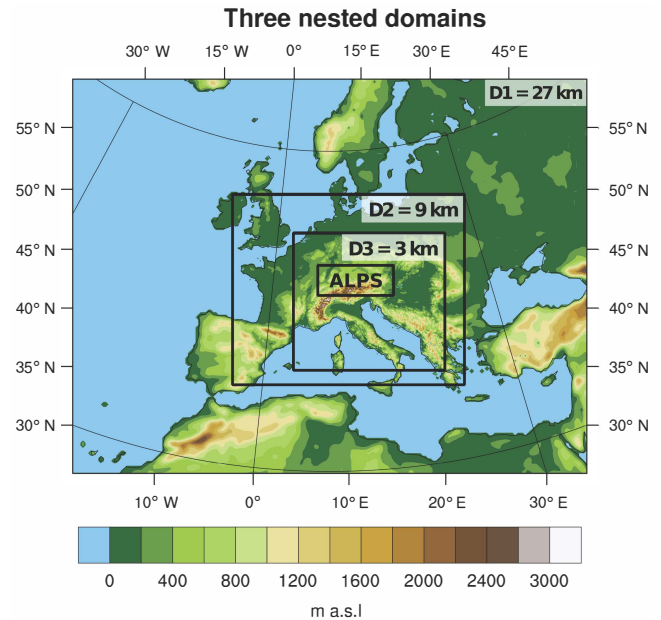 Three nested domains
30° W 15° W 0° 15° E 30° E 45° E
D1 = 27 km
55° N 55° N
50° N 50° N
D2 = 9 km
45° N 45° N
D3 = 3 km
ALPS
40° N 40° N
35° N 35° N
30° N 30° N
10° W 0° 10° E 20° E 30° E
0 400 800 1200 1600 2000 2400 3000
m a.s.l